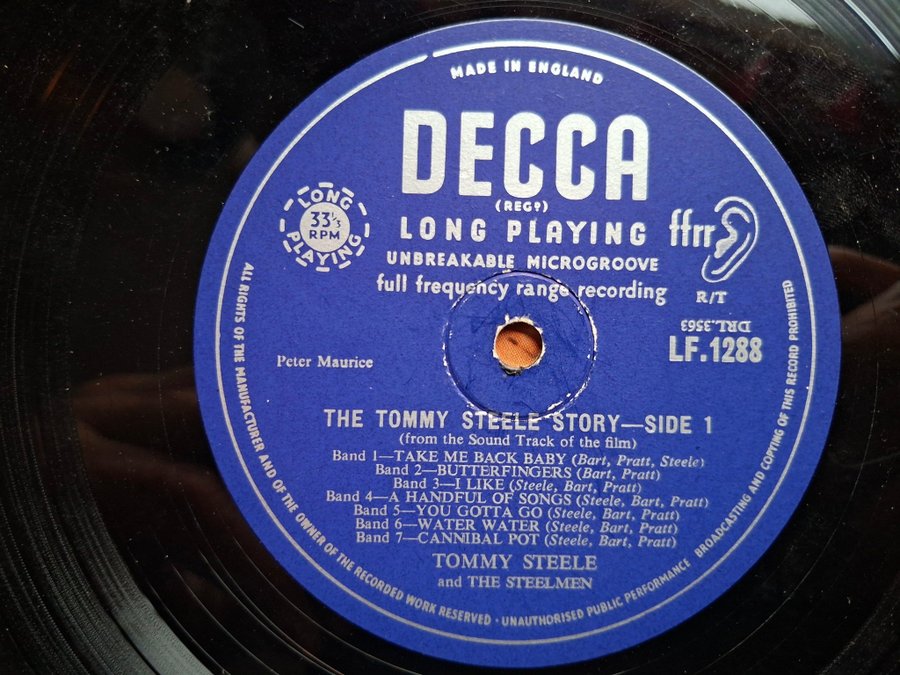 MADE IN ENGLAND
DECCA
(REGD)
LONG PLAYING
33 1/3
RPM
LONG PLAYING
ffrr
UNBREAKABLE MICROGROOVE
full frequency range recording
R/T
DRL.3563
LF.1288
Peter Maurice
THE TOMMY STEELE STORY—SIDE 1
(from the Sound Track of the film)
Band 1—TAKE ME BACK BABY (Bart, Pratt, Steele)
Band 2—BUTTERFINGERS (Bart, Pratt)
Band 3—I LIKE (Steele, Bart, Pratt)
Band 4—A HANDFUL OF SONGS (Steele, Bart, Pratt)
Band 5—YOU GOTTA GO (Steele, Bart, Pratt)
Band 6—WATER WATER (Steele, Bart, Pratt)
Band 7—CANNIBAL POT (Steele, Bart, Pratt)
TOMMY STEELE
and THE STEELMEN
ALL RIGHTS OF THE MANUFACTURER AND OF THE OWNER OF THE RECORDED WORK RESERVED · UNAUTHORISED PUBLIC PERFORMANCE BROADCASTING AND COPYING OF THIS RECORD PROHIBITED